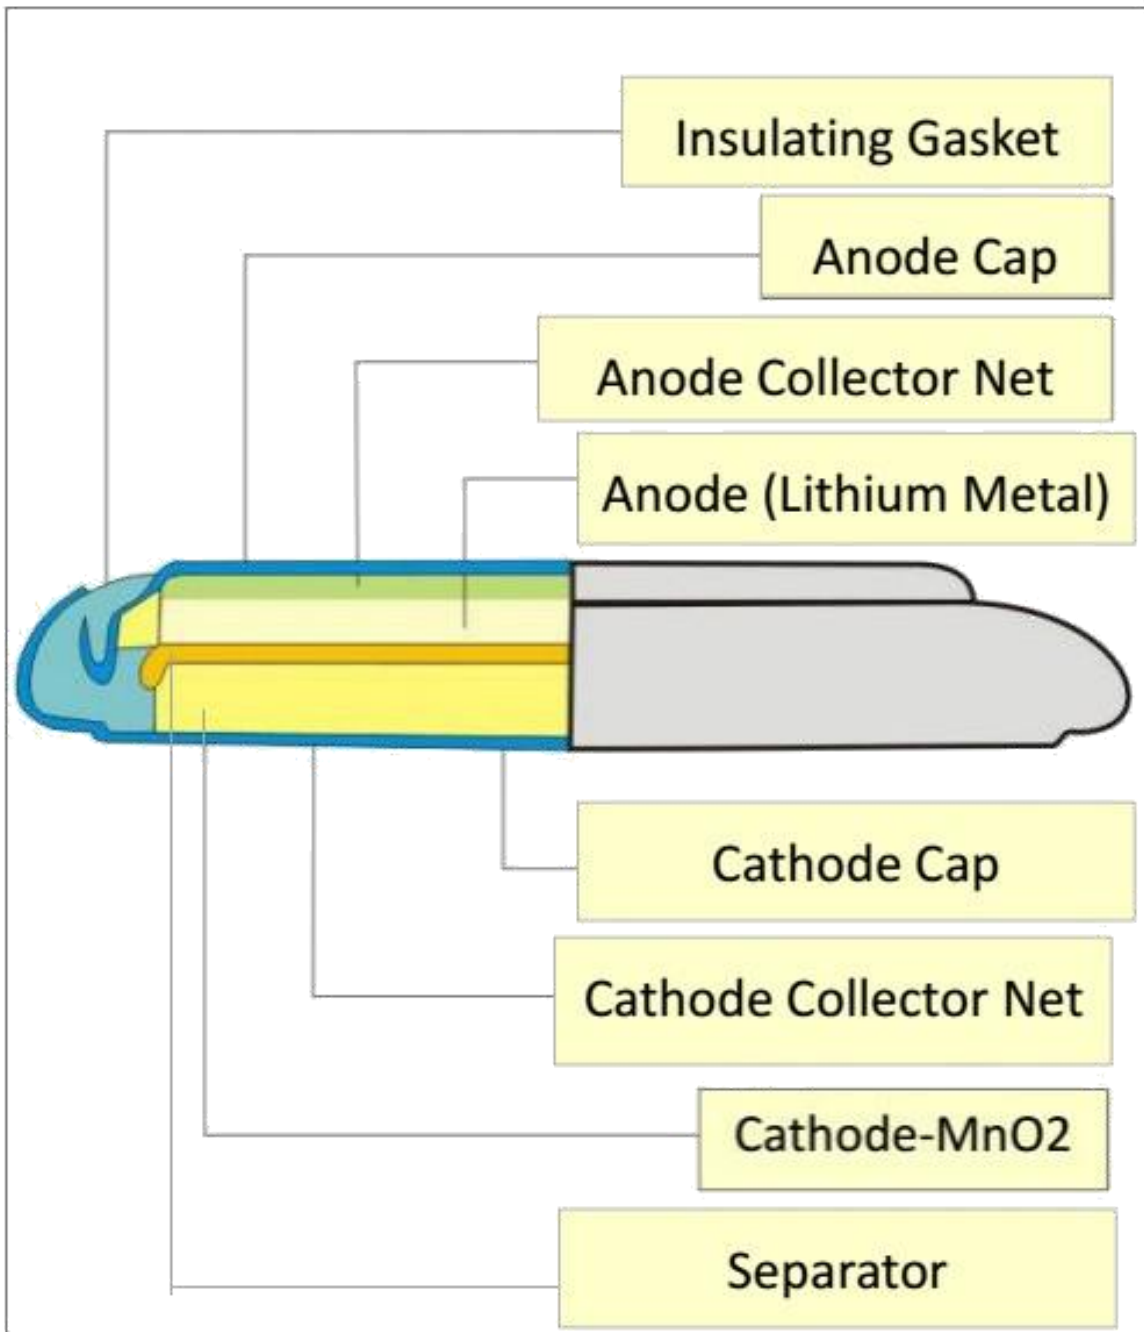 Insulating Gasket
Anode Cap
Anode Collector Net
Anode (Lithium Metal)
Cathode Cap
Cathode Collector Net
Cathode-MnO2
Separator